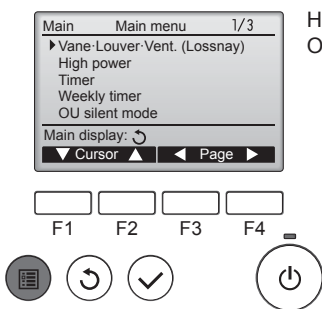 Main Main menu 1/3
Vane·Louver·Vent. (Lossnay)
High power
Timer
Weekly timer
OU silent mode
Main display:
Cursor Page
F1 F2 F3 F4